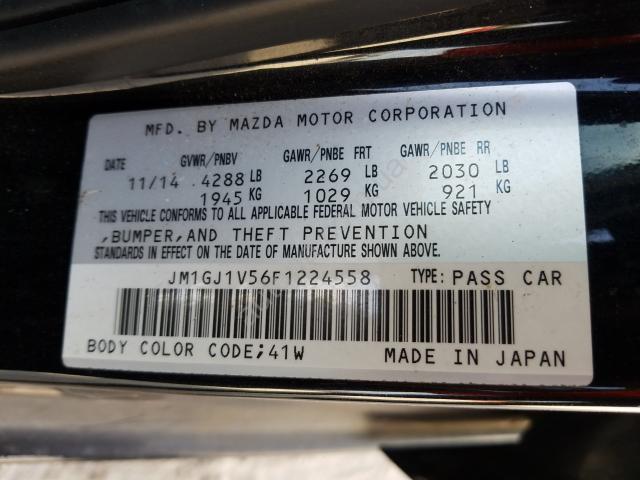 MFD. BY MAZDA MOTOR CORPORATION
DATE GVWR/PNBV GAWR/PNBE FRT GAWR/PNBE RR
11/14 4288 LB 2269 LB 2030 LB
1945 KG 1029 KG 921 KG
THIS VEHICLE CONFORMS TO ALL APPLICABLE FEDERAL MOTOR VEHICLE SAFETY
,BUMPER,AND THEFT PREVENTION
STANDARDS IN EFFECT ON THE DATE OF MANUFACTURE SHOWN ABOVE.
JM1GJ1V56F1224558 TYPE: PASS CAR
BODY COLOR CODE;41W MADE IN JAPAN